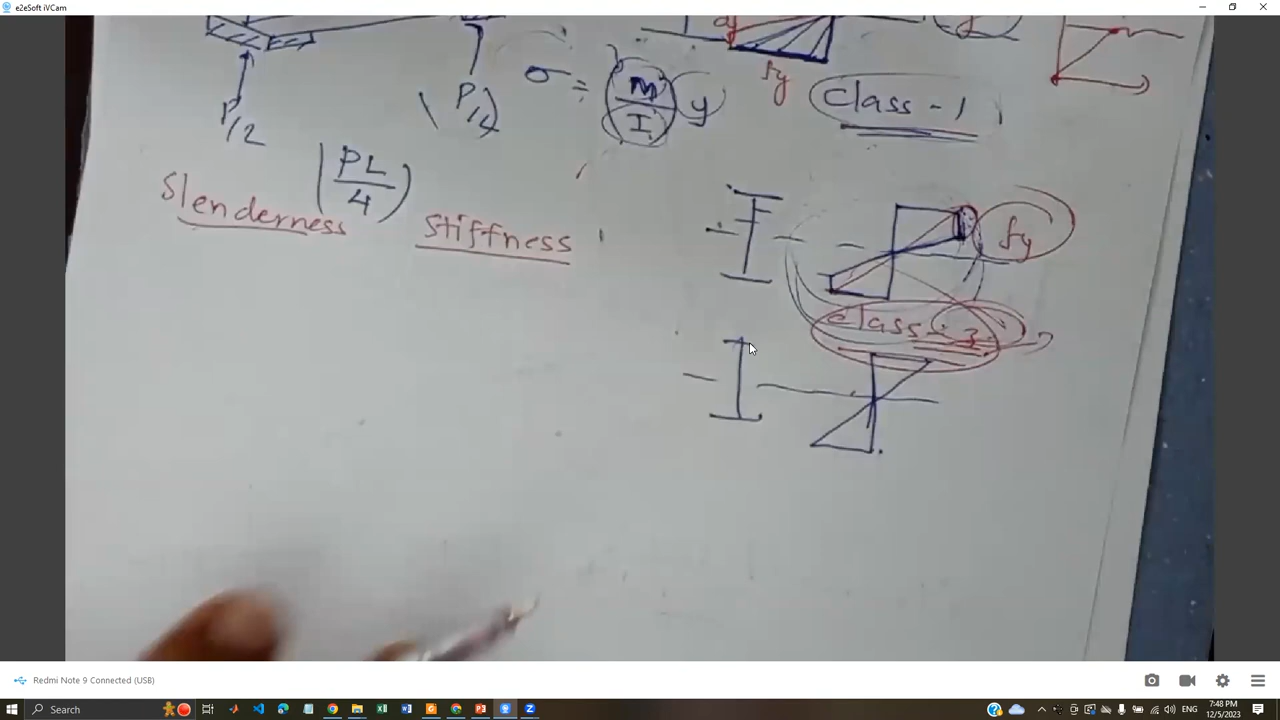 e2eSoft iVCam
P/2
P/2
σ = M/I y
fy
class-1
PL/4
Slenderness
Stiffness
fy
class-3
Redmi Note 9 Connected (USB)
Search
ENG
7:48 PM
12/5/2023